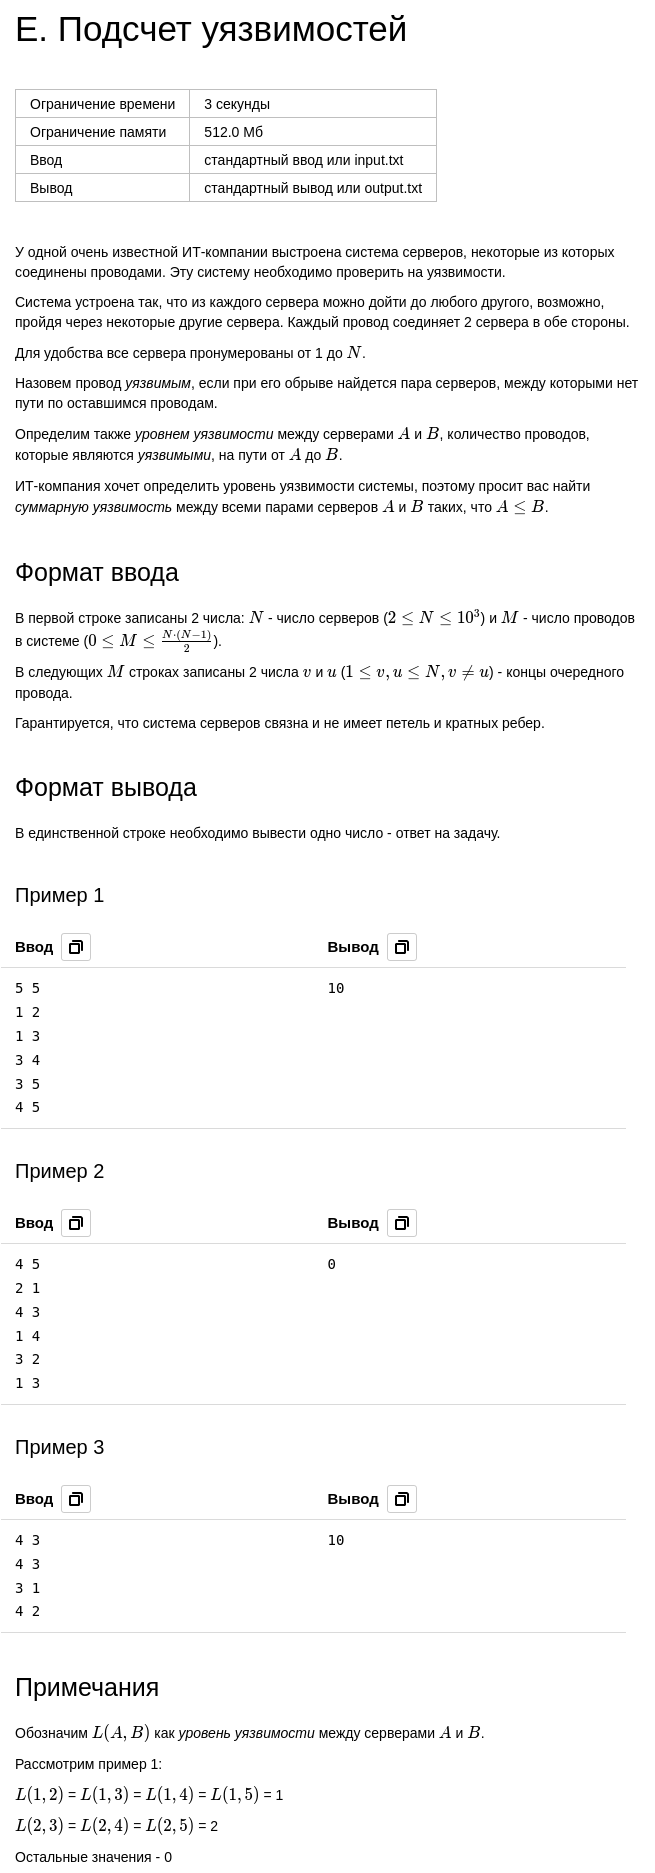 E. Подсчет уязвимостей
Ограничение времени 3 секунды
Ограничение памяти 512.0 Мб
Ввод стандартный ввод или input.txt
Вывод стандартный вывод или output.txt
У одной очень известной ИТ-компании выстроена система серверов, некоторые из которых
соединены проводами. Эту систему необходимо проверить на уязвимости.
Система устроена так, что из каждого сервера можно дойти до любого другого, возможно,
пройдя через некоторые другие сервера. Каждый провод соединяет 2 сервера в обе стороны.
Для удобства все сервера пронумерованы от 1 до N.
Назовем провод уязвимым, если при его обрыве найдется пара серверов, между которыми нет
пути по оставшимся проводам.
Определим также уровнем уязвимости между серверами A и B, количество проводов,
которые являются уязвимыми, на пути от A до B.
ИТ-компания хочет определить уровень уязвимости системы, поэтому просит вас найти
суммарную уязвимость между всеми парами серверов A и B таких, что A ≤ B.
Формат ввода
В первой строке записаны 2 числа: N - число серверов (2 ≤ N ≤ 10³) и M - число проводов
в системе (0 ≤ M ≤ N·(N−1)/2).
В следующих M строках записаны 2 числа v и u (1 ≤ v, u ≤ N, v ≠ u) - концы очередного
провода.
Гарантируется, что система серверов связна и не имеет петель и кратных ребер.
Формат вывода
В единственной строке необходимо вывести одно число - ответ на задачу.
Пример 1
Ввод Вывод
5 5 10
1 2
1 3
3 4
3 5
4 5
Пример 2
Ввод Вывод
4 5 0
2 1
4 3
1 4
3 2
1 3
Пример 3
Ввод Вывод
4 3 10
4 3
3 1
4 2
Примечания
Обозначим L(A, B) как уровень уязвимости между серверами A и B.
Рассмотрим пример 1:
L(1, 2) = L(1, 3) = L(1, 4) = L(1, 5) = 1
L(2, 3) = L(2, 4) = L(2, 5) = 2
Остальные значения - 0